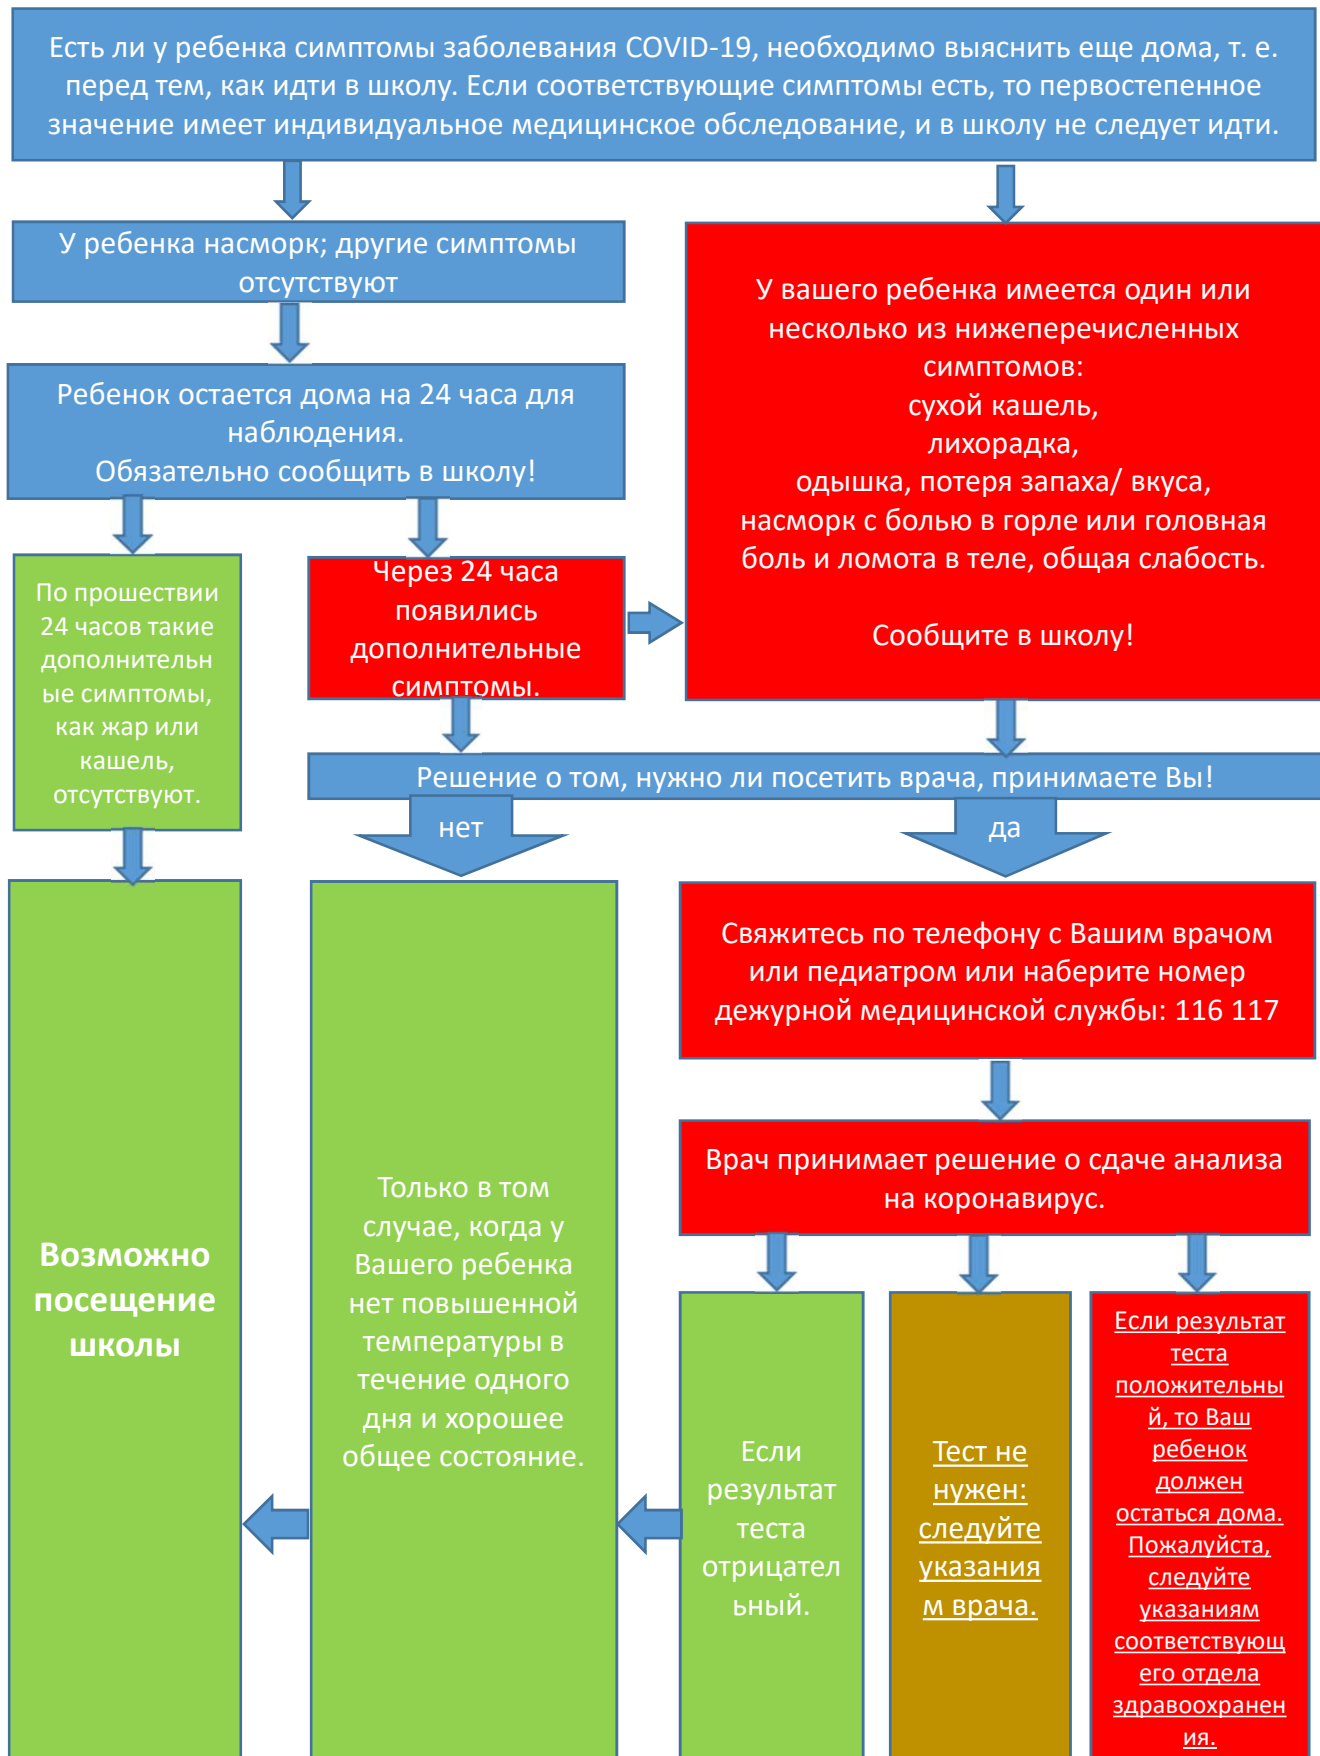 Есть ли у ребенка симптомы заболевания COVID-19, необходимо выяснить еще дома, т. е.
перед тем, как идти в школу. Если соответствующие симптомы есть, то первостепенное
значение имеет индивидуальное медицинское обследование, и в школу не следует идти.
У ребенка насморк; другие симптомы
отсутствуют
Ребенок остается дома на 24 часа для
наблюдения.
Обязательно сообщить в школу!
У вашего ребенка имеется один или
несколько из нижеперечисленных
симптомов:
сухой кашель,
лихорадка,
одышка, потеря запаха/ вкуса,
насморк с болью в горле или головная
боль и ломота в теле, общая слабость.
Сообщите в школу!
По прошествии
24 часов такие
дополнительн
ые симптомы,
как жар или
кашель,
отсутствуют.
Через 24 часа
появились
дополнительные
симптомы.
Решение о том, нужно ли посетить врача, принимаете Вы!
нет
да
Возможно
посещение
школы
Только в том
случае, когда у
Вашего ребенка
нет повышенной
температуры в
течение одного
дня и хорошее
общее состояние.
Свяжитесь по телефону с Вашим врачом
или педиатром или наберите номер
дежурной медицинской службы: 116 117
Врач принимает решение о сдаче анализа
на коронавирус.
Если
результат
теста
отрицател
ьный.
Тест не
нужен:
следуйте
указания
м врача.
Если результат
теста
положительны
й, то Ваш
ребенок
должен
остаться дома.
Пожалуйста,
следуйте
указаниям
соответствующ
его отдела
здравоохранен
ия.